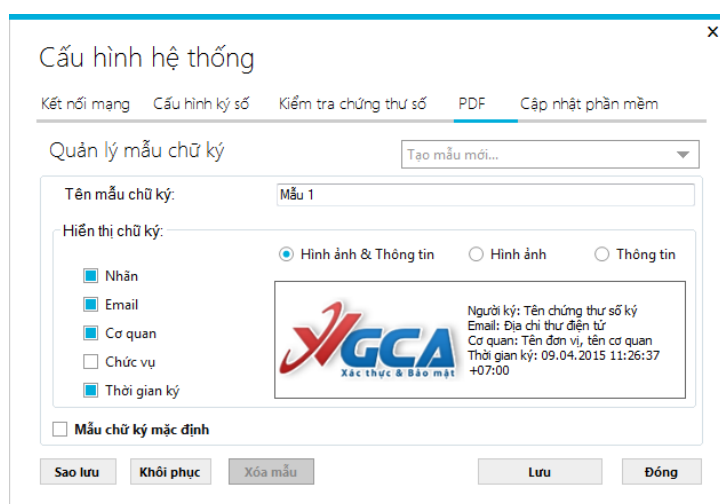 x
Cấu hình hệ thống
Kết nối mạng Cấu hình ký số Kiểm tra chứng thư số PDF Cập nhật phần mềm
Quản lý mẫu chữ ký
Tạo mẫu mới...
Tên mẫu chữ ký: Mẫu 1
Hiển thị chữ ký:
Hình ảnh & Thông tin Hình ảnh Thông tin
Nhãn
Email
Cơ quan
Chức vụ
Thời gian ký
VGCA
Xác thực & Bảo mật
Người ký: Tên chứng thư số ký
Email: Địa chỉ thư điện tử
Cơ quan: Tên đơn vị, tên cơ quan
Thời gian ký: 09.04.2015 11:26:37
+07:00
Mẫu chữ ký mặc định
Sao lưu Khôi phục Xóa mẫu Lưu Đóng